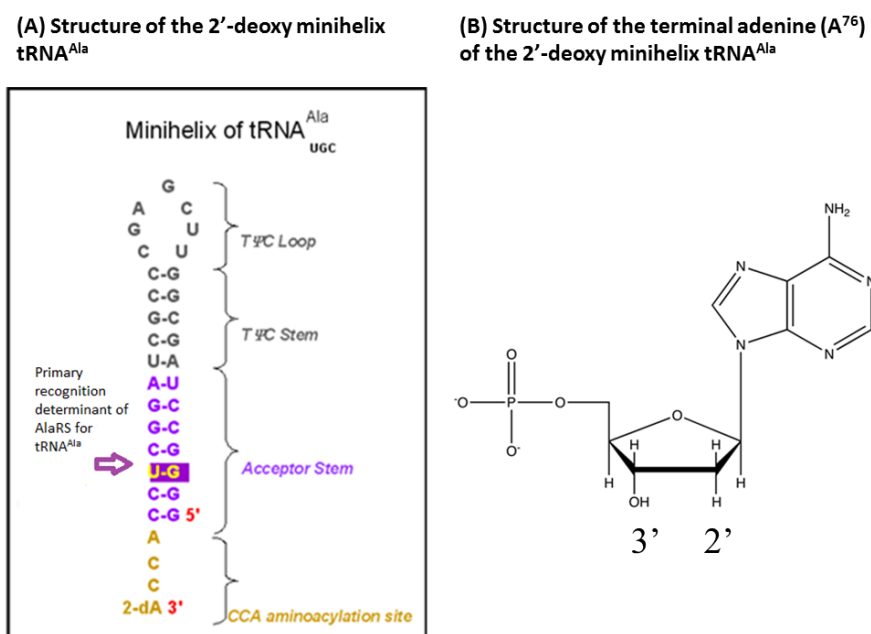 (A) Structure of the 2’-deoxy minihelix
tRNAAla
(B) Structure of the terminal adenine (A76)
of the 2’-deoxy minihelix tRNAAla
Minihelix of tRNA Ala
UGC
G
A C
G U
C U
TΨC Loop
C-G
C-G
G-C
C-G
U-A
TΨC Stem
Primary
recognition
determinant of
AlaRS for
tRNAAla
A-U
G-C
G-C
C-G
U-G
C-G
C-G 5'
Acceptor Stem
A
C
C
2-dA 3'
CCA aminoacylation site
NH2
N
N
N
N
O
-O P O
O-
O
H H
H H
OH H
3’ 2’